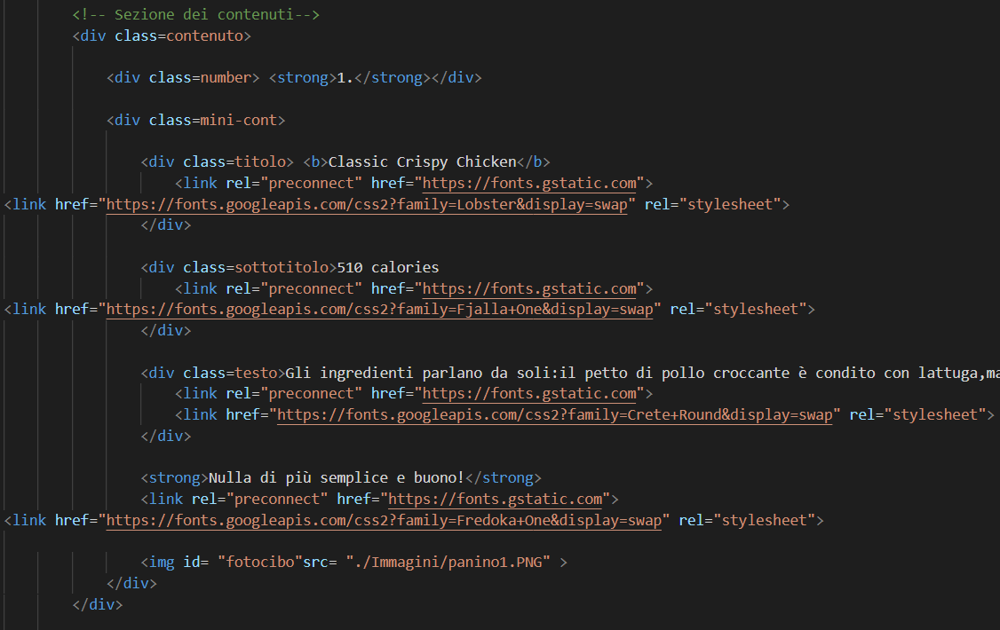 <!-- Sezione dei contenuti-->
<div class=contenuto>
<div class=number> <strong>1.</strong></div>
<div class=mini-cont>
<div class=titolo> <b>Classic Crispy Chicken</b>
<link rel="preconnect" href="https://fonts.gstatic.com">
<link href="https://fonts.googleapis.com/css2?family=Lobster&display=swap" rel="stylesheet">
</div>
<div class=sottotitolo>510 calories
<link rel="preconnect" href="https://fonts.gstatic.com">
<link href="https://fonts.googleapis.com/css2?family=Fjalla+One&display=swap" rel="stylesheet">
</div>
<div class=testo>Gli ingredienti parlano da soli:il petto di pollo croccante è condito con lattuga,ma
<link rel="preconnect" href="https://fonts.gstatic.com">
<link href="https://fonts.googleapis.com/css2?family=Crete+Round&display=swap" rel="stylesheet">
</div>
<strong>Nulla di più semplice e buono!</strong>
<link rel="preconnect" href="https://fonts.gstatic.com">
<link href="https://fonts.googleapis.com/css2?family=Fredoka+One&display=swap" rel="stylesheet">
<img id= "fotocibo"src= "./Immagini/panino1.PNG" >
</div>
</div>